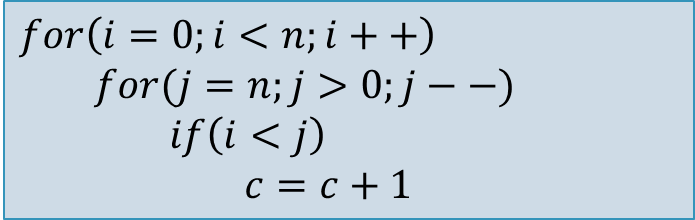 for(i = 0; i < n; i + +)
for(j = n; j > 0; j − −)
if(i < j)
c = c + 1